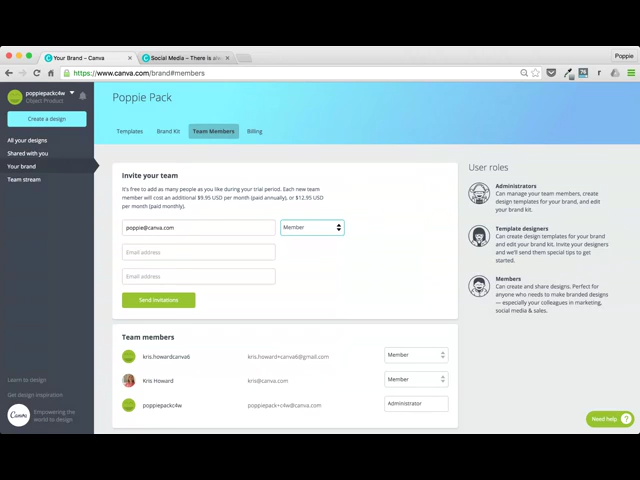 Your Brand – Canva
Social Media – There is al
Poppie
https://www.canva.com/brand#members
poppiepackc4w
Object Product
Create a design
All your designs
Shared with you
Your brand
Team stream
Learn to design
Get design inspiration
Canva
Empowering the
world to design
Poppie Pack
Templates
Brand Kit
Team Members
Billing
Invite your team
It's free to add as many people as you like during your trial period. Each new team
member will cost an additional $9.95 USD per month (paid annually), or $12.95 USD
per month (paid monthly).
poppie@canva.com
Member
Email address
Email address
Send invitations
Team members
kris.howardcanva6
kris.howard+canva6@gmail.com
Member
Kris Howard
kris@canva.com
Member
poppiepackc4w
poppiepack+c4w@canva.com
Administrator
User roles
Administrators
Can manage your team members, create
design templates for your brand, and edit
your brand kit.
Template designers
Can create design templates for your brand
and edit your brand kit. Invite your designers
and we'll send them special tips to get
started.
Members
Can create and share designs. Perfect for
anyone who needs to make branded designs
— especially your colleagues in marketing,
social media & sales.
Need help ?